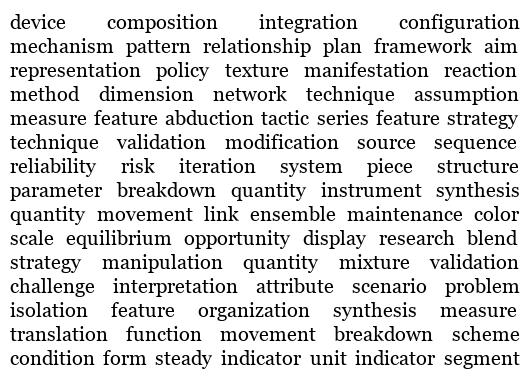 device composition integration configuration
mechanism pattern relationship plan framework aim
representation policy texture manifestation reaction
method dimension network technique assumption
measure feature abduction tactic series feature strategy
technique validation modification source sequence
reliability risk iteration system piece structure
parameter breakdown quantity instrument synthesis
quantity movement link ensemble maintenance color
scale equilibrium opportunity display research blend
strategy manipulation quantity mixture validation
challenge interpretation attribute scenario problem
isolation feature organization synthesis measure
translation function movement breakdown scheme
condition form steady indicator unit indicator segment